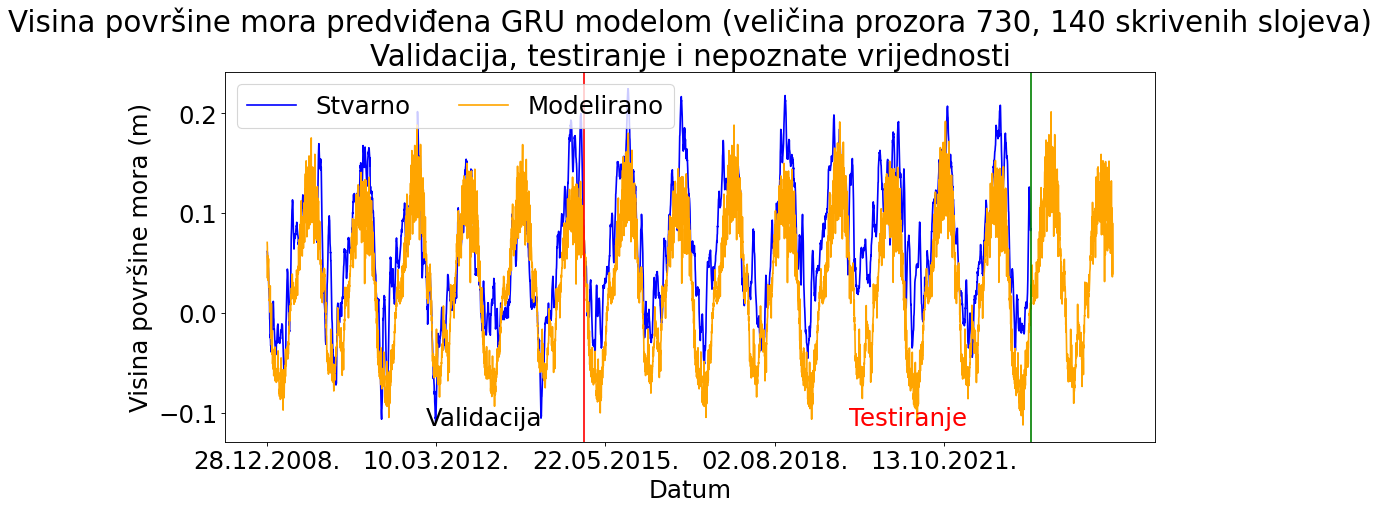 Visina površine mora predviđena GRU modelom (veličina prozora 730, 140 skrivenih slojeva)
Validacija, testiranje i nepoznate vrijednosti
Stvarno Modelirano
Visina površine mora (m)
0.2
0.1
0.0
−0.1
Validacija Testiranje
28.12.2008. 10.03.2012. 22.05.2015. 02.08.2018. 13.10.2021.
Datum